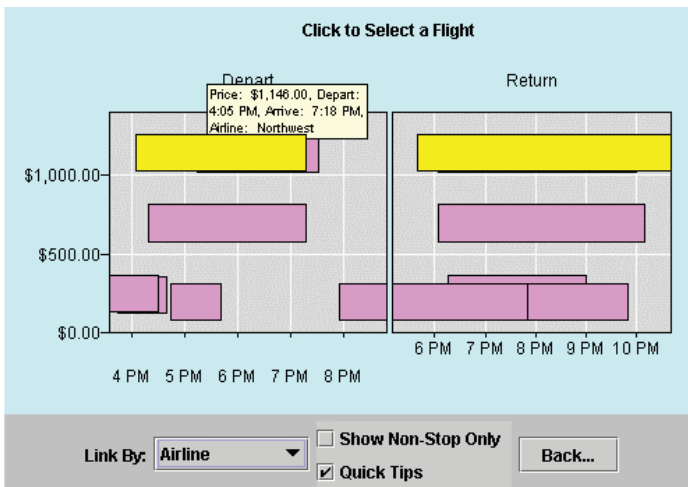 Click to Select a Flight
Depart
Return
Price: $1,146.00, Depart:
4:05 PM, Arrive: 7:18 PM,
Airline: Northwest
$1,000.00
$500.00
$0.00
6 PM 7 PM 8 PM 9 PM 10 PM
4 PM 5 PM 6 PM 7 PM 8 PM
Link By: Airline
Show Non-Stop Only
Quick Tips
Back...